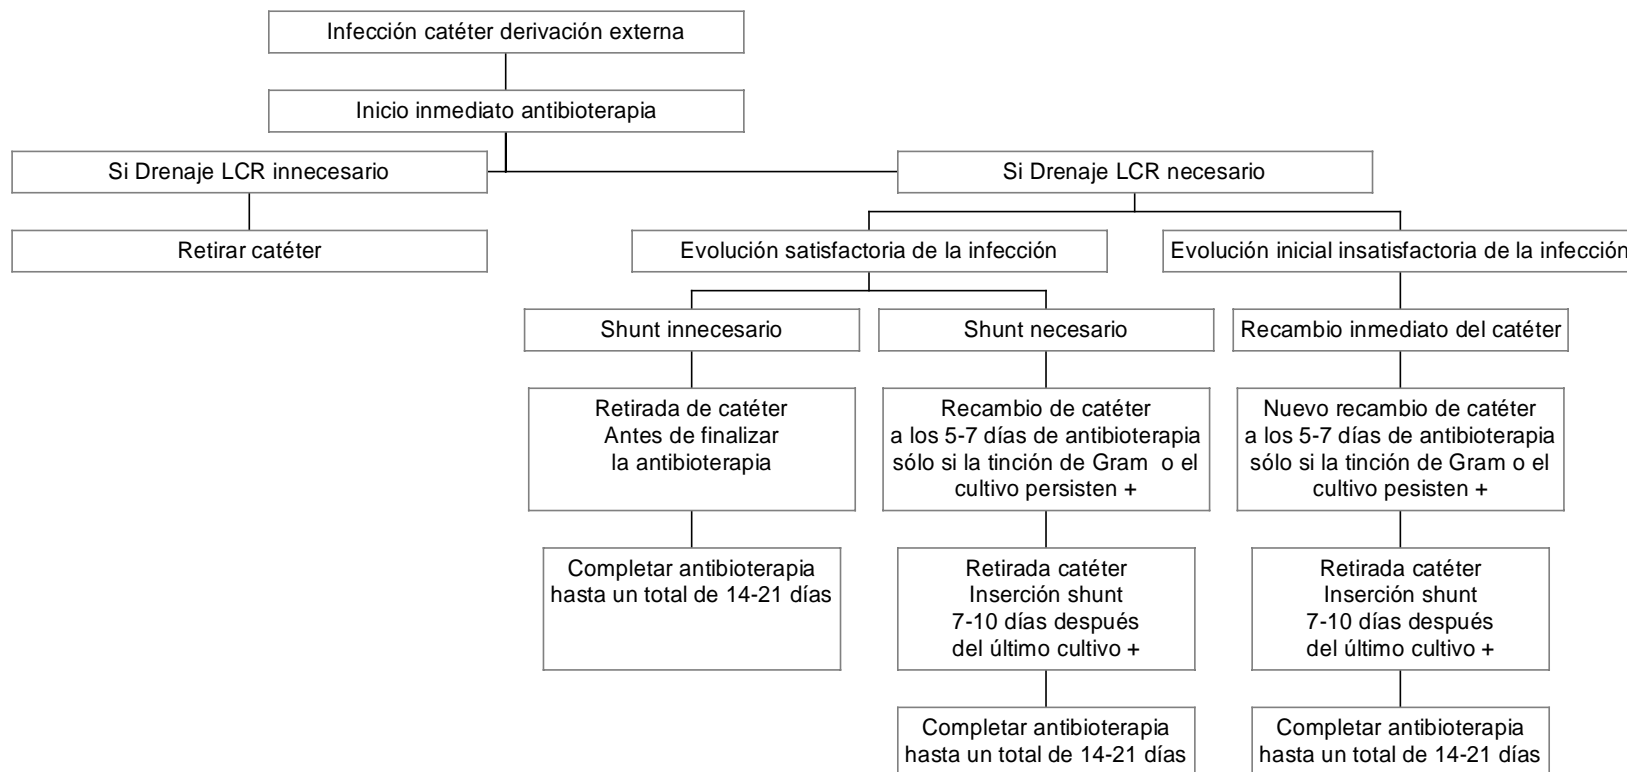 Infección catéter derivación externa
Inicio inmediato antibioterapia
Si Drenaje LCR innecesario
Si Drenaje LCR necesario
Retirar catéter
Evolución satisfactoria de la infección
Evolución inicial insatisfactoria de la infección
Shunt innecesario
Shunt necesario
Recambio inmediato del catéter
Retirada de catéter
Antes de finalizar
la antibioterapia
Recambio de catéter
a los 5-7 días de antibioterapia
sólo si la tinción de Gram o el
cultivo persisten +
Nuevo recambio de catéter
a los 5-7 días de antibioterapia
sólo si la tinción de Gram o el
cultivo pesisten +
Completar antibioterapia
hasta un total de 14-21 días
Retirada catéter
Inserción shunt
7-10 días después
del último cultivo +
Retirada catéter
Inserción shunt
7-10 días después
del último cultivo +
Completar antibioterapia
hasta un total de 14-21 días
Completar antibioterapia
hasta un total de 14-21 días